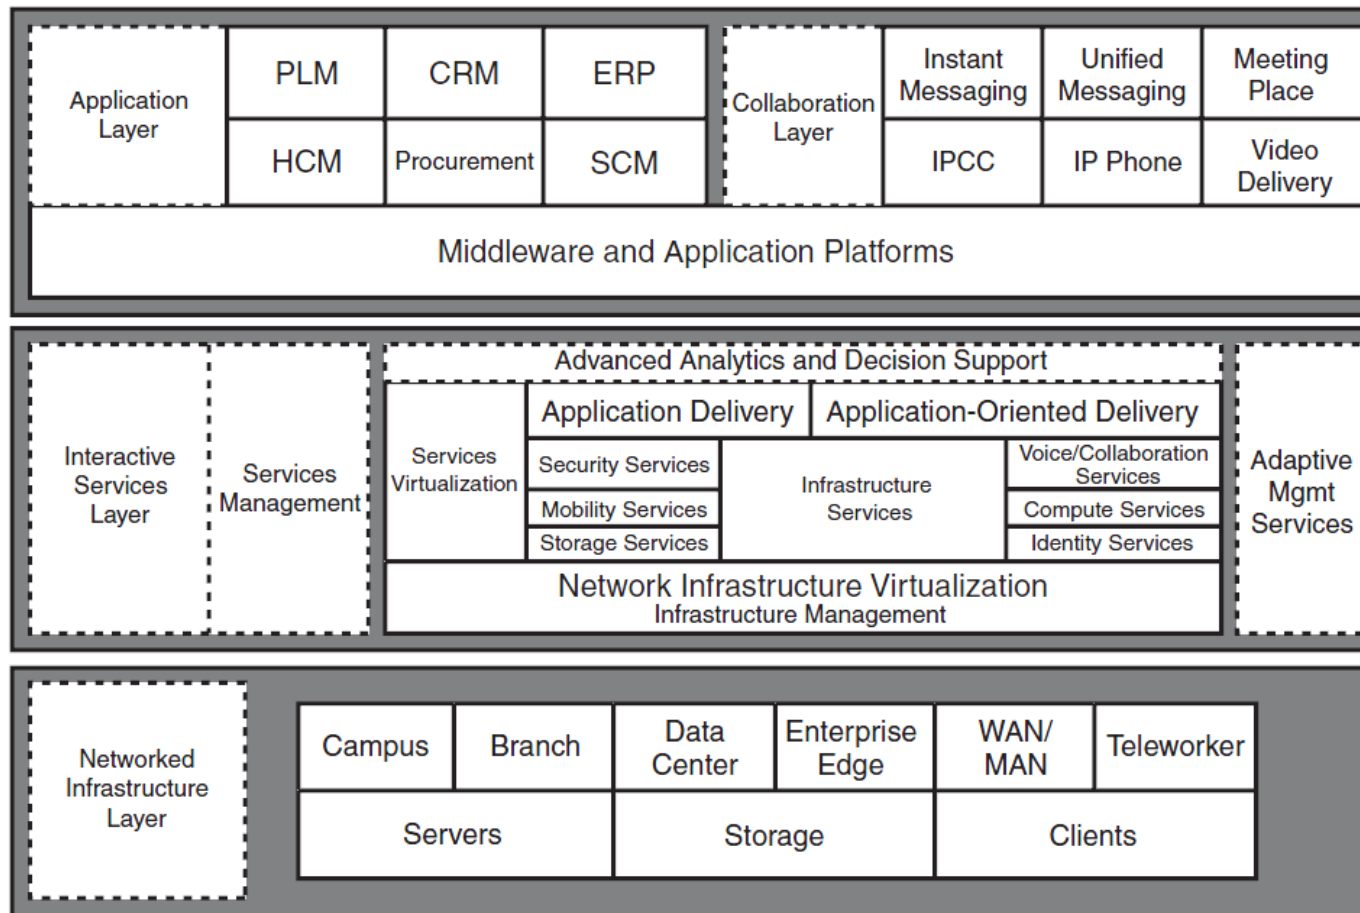 Application
Layer
PLM
CRM
ERP
HCM
Procurement
SCM
Collaboration
Layer
Instant
Messaging
Unified
Messaging
Meeting
Place
IPCC
IP Phone
Video
Delivery
Middleware and Application Platforms
Interactive
Services
Layer
Services
Management
Advanced Analytics and Decision Support
Services
Virtualization
Application Delivery
Application-Oriented Delivery
Security Services
Mobility Services
Storage Services
Infrastructure
Services
Voice/Collaboration
Services
Compute Services
Identity Services
Network Infrastructure Virtualization
Infrastructure Management
Adaptive
Mgmt
Services
Networked
Infrastructure
Layer
Campus
Branch
Data
Center
Enterprise
Edge
WAN/
MAN
Teleworker
Servers
Storage
Clients